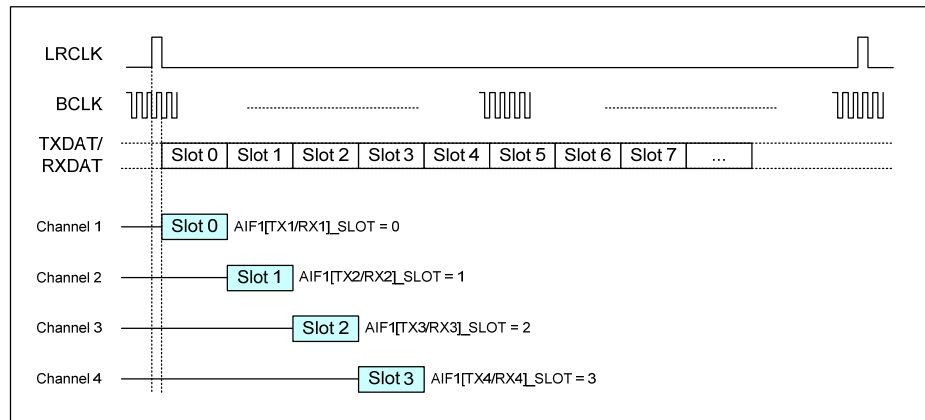 LRCLK
BCLK
TXDAT/
RXDAT
Slot 0 Slot 1 Slot 2 Slot 3 Slot 4 Slot 5 Slot 6 Slot 7 ...
Channel 1 Slot 0 AIF1[TX1/RX1]_SLOT = 0
Channel 2 Slot 1 AIF1[TX2/RX2]_SLOT = 1
Channel 3 Slot 2 AIF1[TX3/RX3]_SLOT = 2
Channel 4 Slot 3 AIF1[TX4/RX4]_SLOT = 3